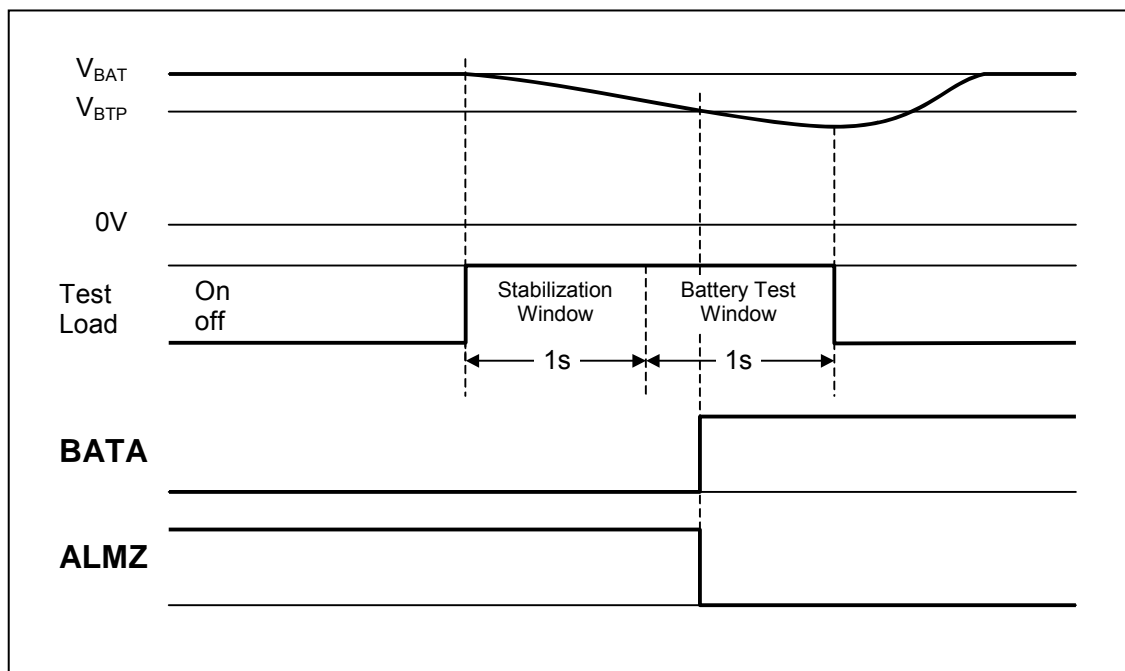 VBAT
VBTP
0V
Test
Load
On
off
Stabilization
Window
Battery Test
Window
1s
1s
BATA
ALMZ